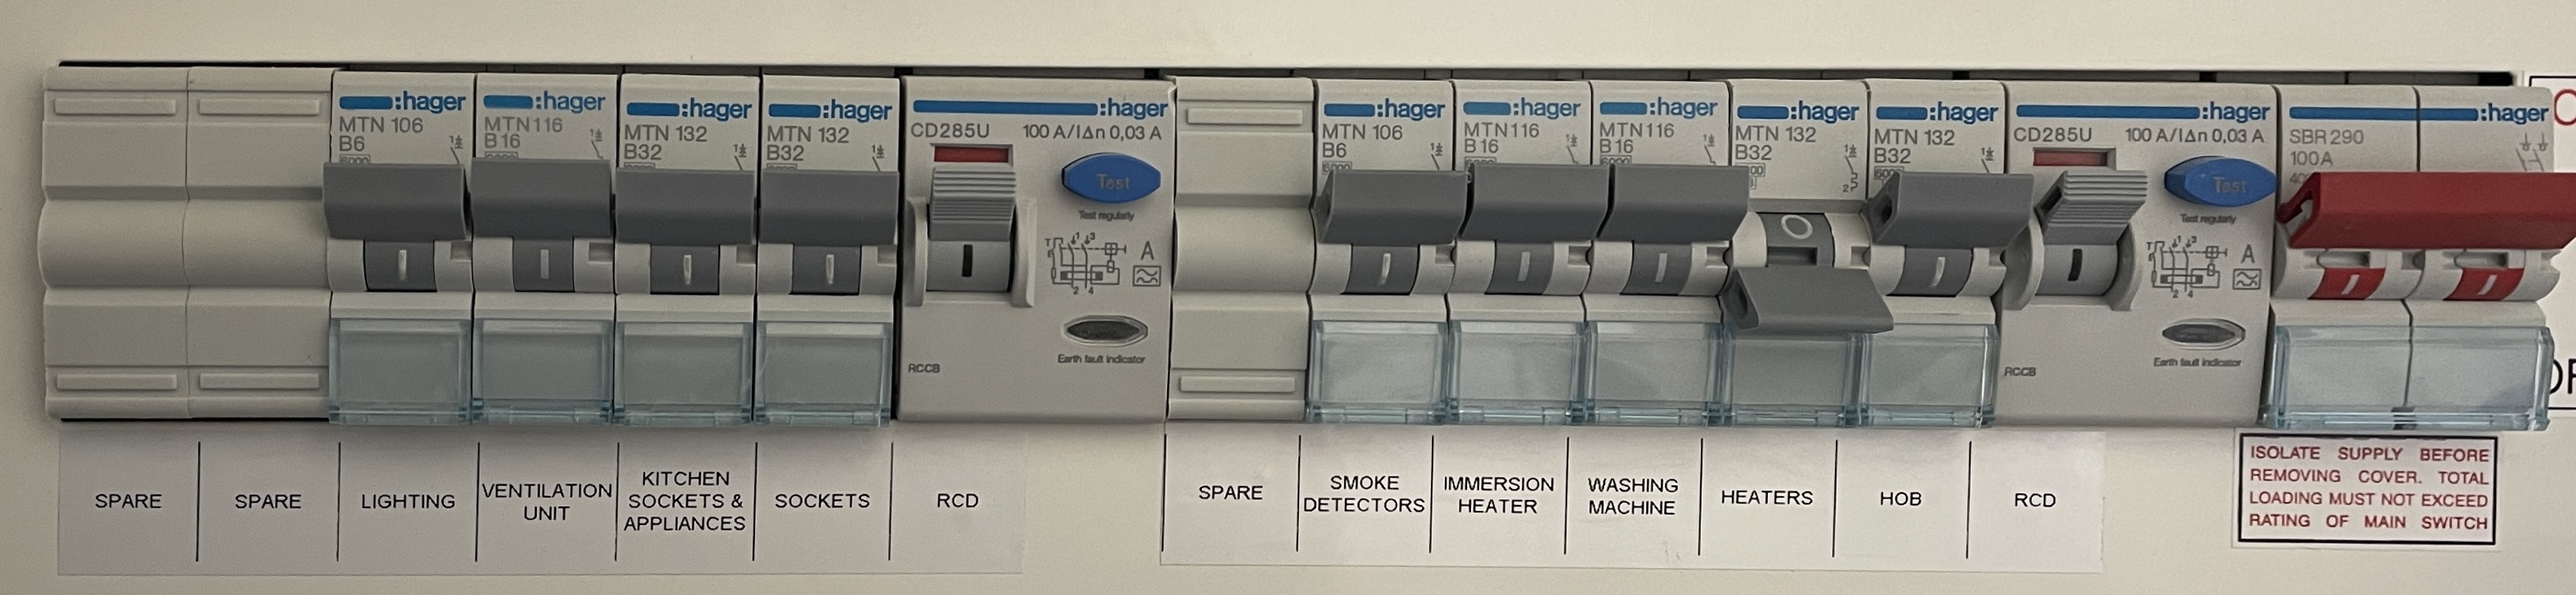 :hager
MTN 106
B6
:hager
MTN116
B16
:hager
MTN 132
B32
:hager
MTN 132
B32
:hager
CD285U 100 A/IΔn 0,03 A
Test
Test regularly
A
Earth fault indicator
RCCB
:hager
MTN 106
B6
6000
:hager
MTN116
B16
6000
:hager
MTN116
B16
6000
:hager
MTN 132
B32
:hager
MTN 132
B32
:hager
CD285U 100 A/IΔn 0,03 A
Test
Test regularly
A
Earth fault indicator
RCCB
:hager
SBR 290
100A
SPARE
SPARE
LIGHTING
VENTILATION
UNIT
KITCHEN
SOCKETS &
APPLIANCES
SOCKETS
RCD
SPARE
SMOKE
DETECTORS
IMMERSION
HEATER
WASHING
MACHINE
HEATERS
HOB
RCD
ISOLATE SUPPLY BEFORE
REMOVING COVER. TOTAL
LOADING MUST NOT EXCEED
RATING OF MAIN SWITCH